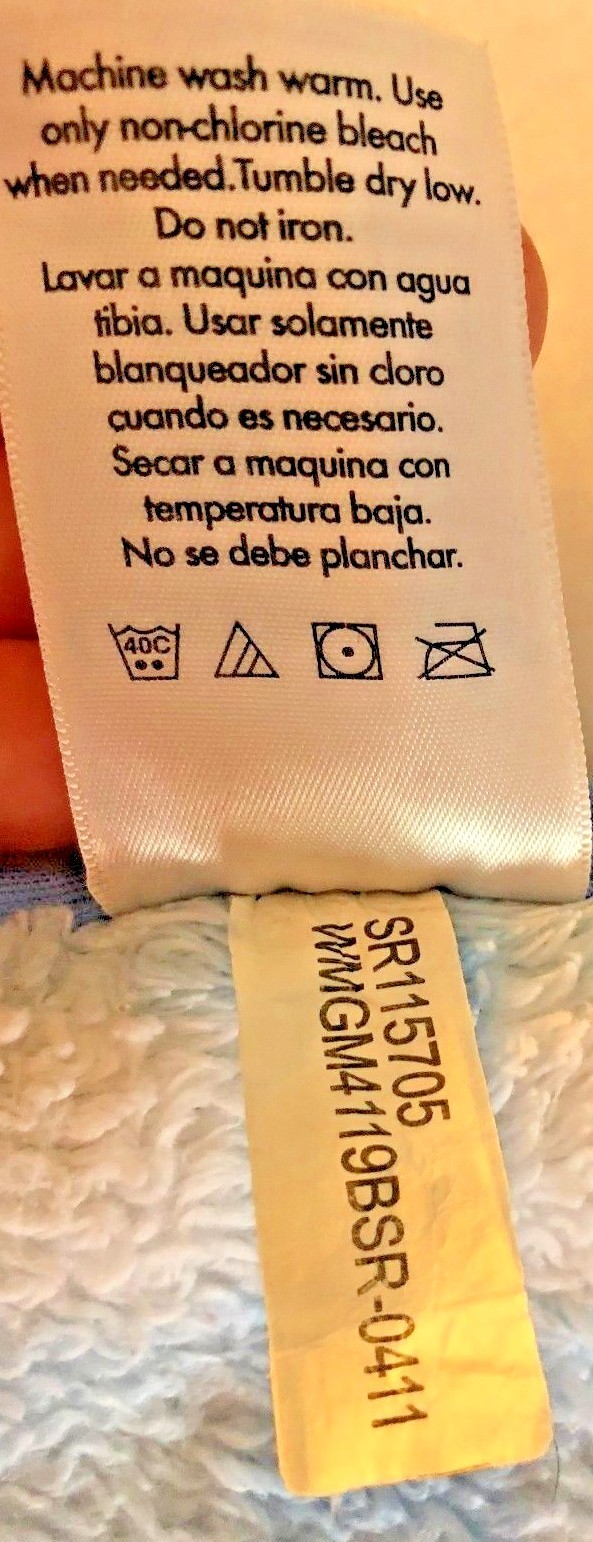 Machine wash warm. Use
only non-chlorine bleach
when needed.Tumble dry low.
Do not iron.
Lavar a maquina con agua
tibia. Usar solamente
blanqueador sin cloro
cuando es necesario.
Secar a maquina con
temperatura baja.
No se debe planchar.
40C
SR115705
WMGM4119BSR-0411